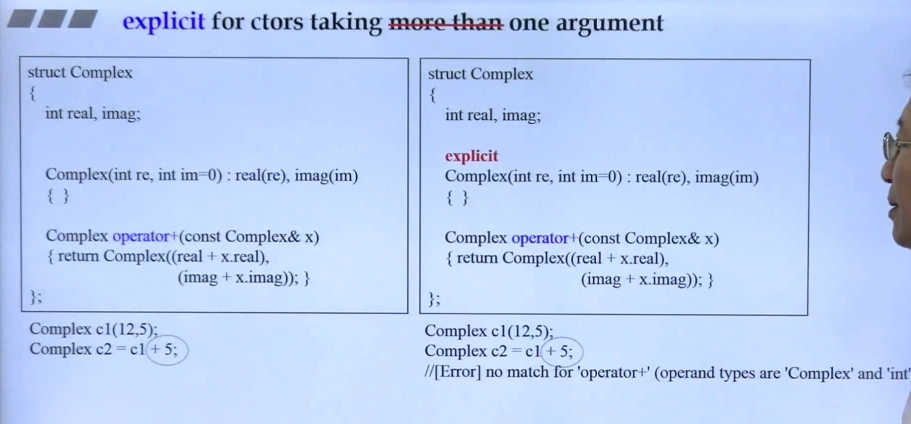 explicit for ctors taking more than one argument
struct Complex
{
int real, imag;
Complex(int re, int im=0) : real(re), imag(im)
{ }
Complex operator+(const Complex& x)
{ return Complex((real + x.real),
(imag + x.imag)); }
};
Complex c1(12,5);
Complex c2 = c1 + 5;
struct Complex
{
int real, imag;
explicit
Complex(int re, int im=0) : real(re), imag(im)
{ }
Complex operator+(const Complex& x)
{ return Complex((real + x.real),
(imag + x.imag)); }
};
Complex c1(12,5);
Complex c2 = c1 + 5;
//[Error] no match for 'operator+' (operand types are 'Complex' and 'int'